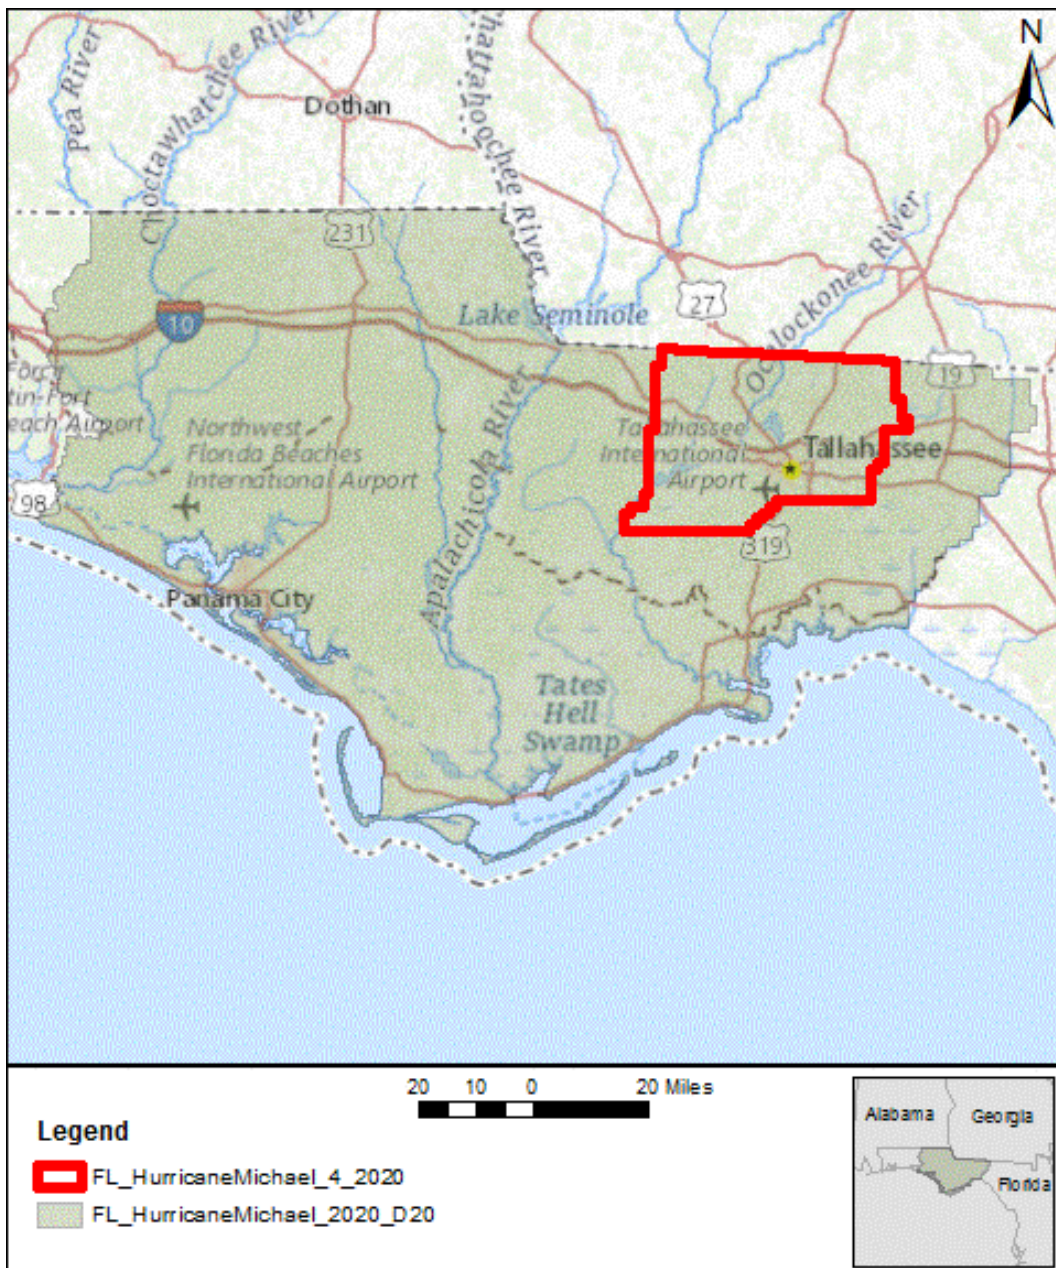 N
Pea River
Choctawhatchee River
Chattahoochee River
Dothan
231
Ocklockonee River
27
Lake Seminole
10
19
Northwest
Florida Beaches
International Airport
Tallahassee
International
Airport
Tallahassee
98
Apalachicola River
319
Panama City
Tates
Hell
Swamp
20 10 0 20 Miles
Legend
FL_HurricaneMichael_4_2020
FL_HurricaneMichael_2020_D20
Alabama
Georgia
Florida